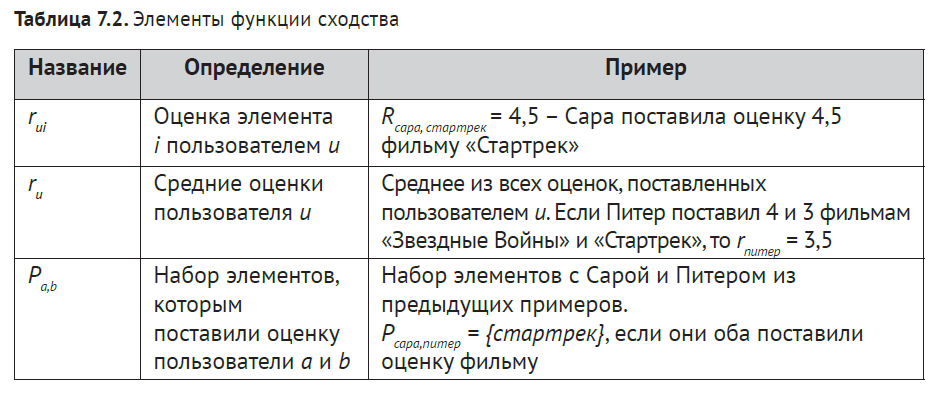 Таблица 7.2. Элементы функции сходства
Название Определение Пример
r_ui Оценка элемента i пользователем u R_сара, стартрек = 4,5 – Сара поставила оценку 4,5 фильму «Стартрек»
r_u Средние оценки пользователя u Среднее из всех оценок, поставленных пользователем u. Если Питер поставил 4 и 3 фильмам «Звездные Войны» и «Стартрек», то r_питер = 3,5
P_a,b Набор элементов, которым поставили оценку пользователи a и b Набор элементов с Сарой и Питером из предыдущих примеров. P_сара,питер = {стартрек}, если они оба поставили оценку фильму